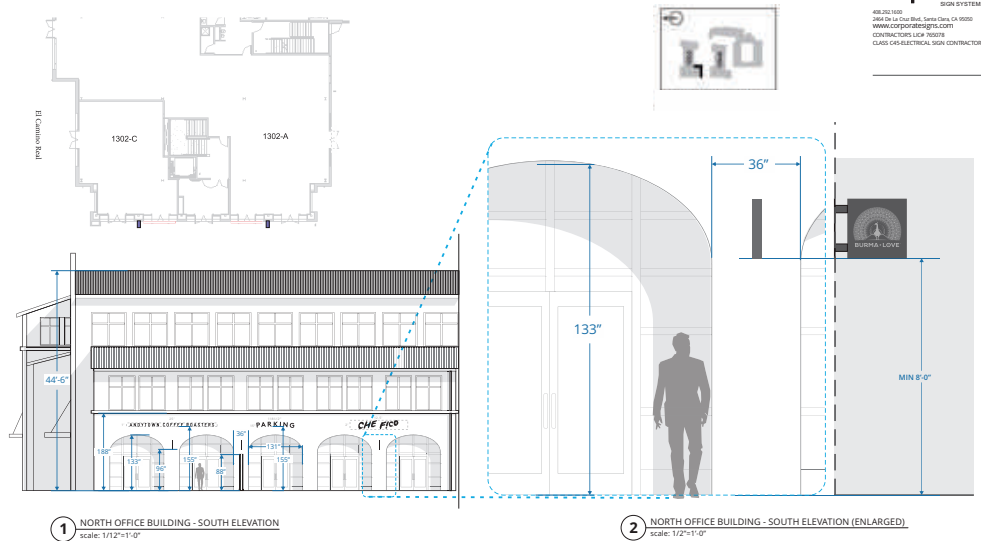 SIGN SYSTEM
408.292.1600
2464 De La Cruz Blvd., Santa Clara, CA 95050
www.corporatesigns.com
CONTRACTOR'S LIC# 765078
CLASS C45-ELECTRICAL SIGN CONTRACTOR
El Camino Real
1302-C
1302-A
36”
133”
BURMA•LOVE
MIN 8’-0”
44’-6”
ANDYTOWN COFFEE ROASTERS
PARKING
CHE FICO
36”
188”
133”
96”
155”
88”
131”
155”
1
NORTH OFFICE BUILDING - SOUTH ELEVATION
scale: 1/12”=1’-0”
2
NORTH OFFICE BUILDING - SOUTH ELEVATION (ENLARGED)
scale: 1/2”=1’-0”